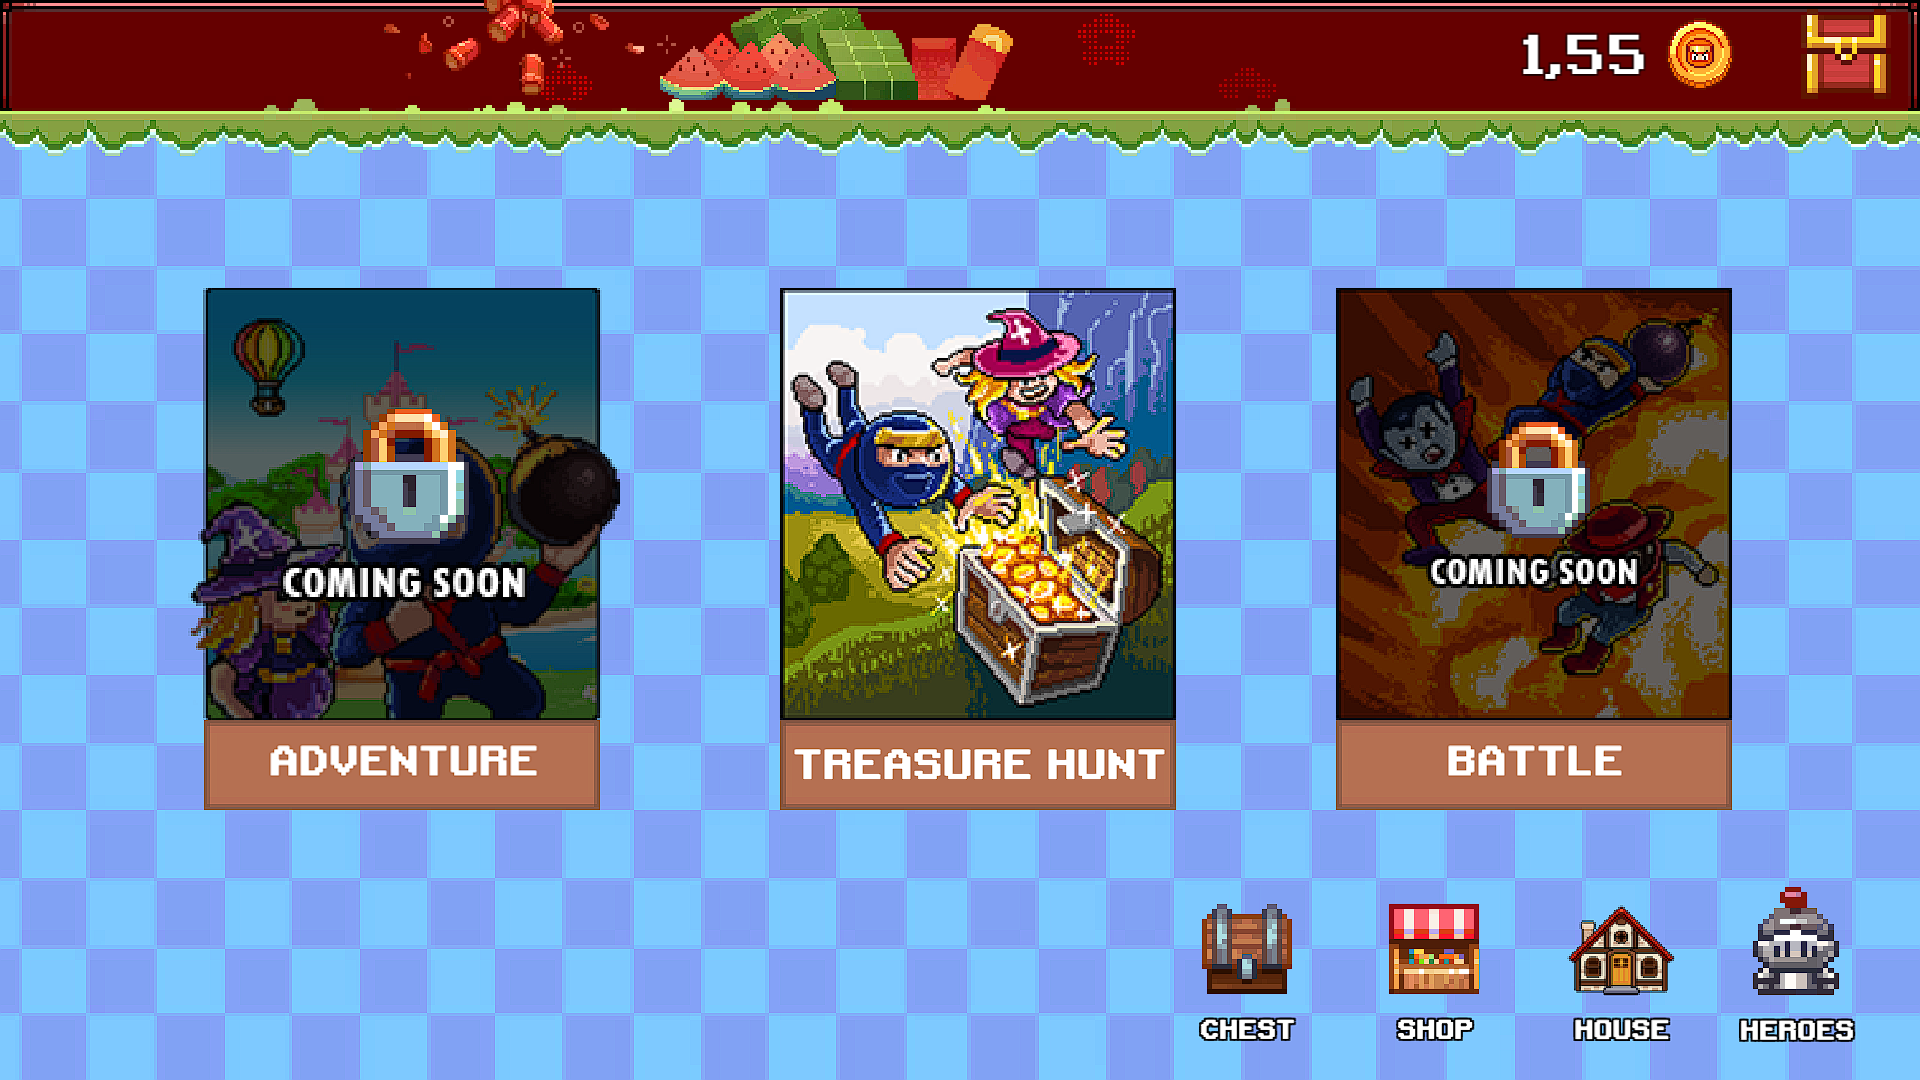 1,55
COMING SOON
COMING SOON
ADVENTURE
TREASURE HUNT
BATTLE
CHEST
SHOP
HOUSE
HEROES